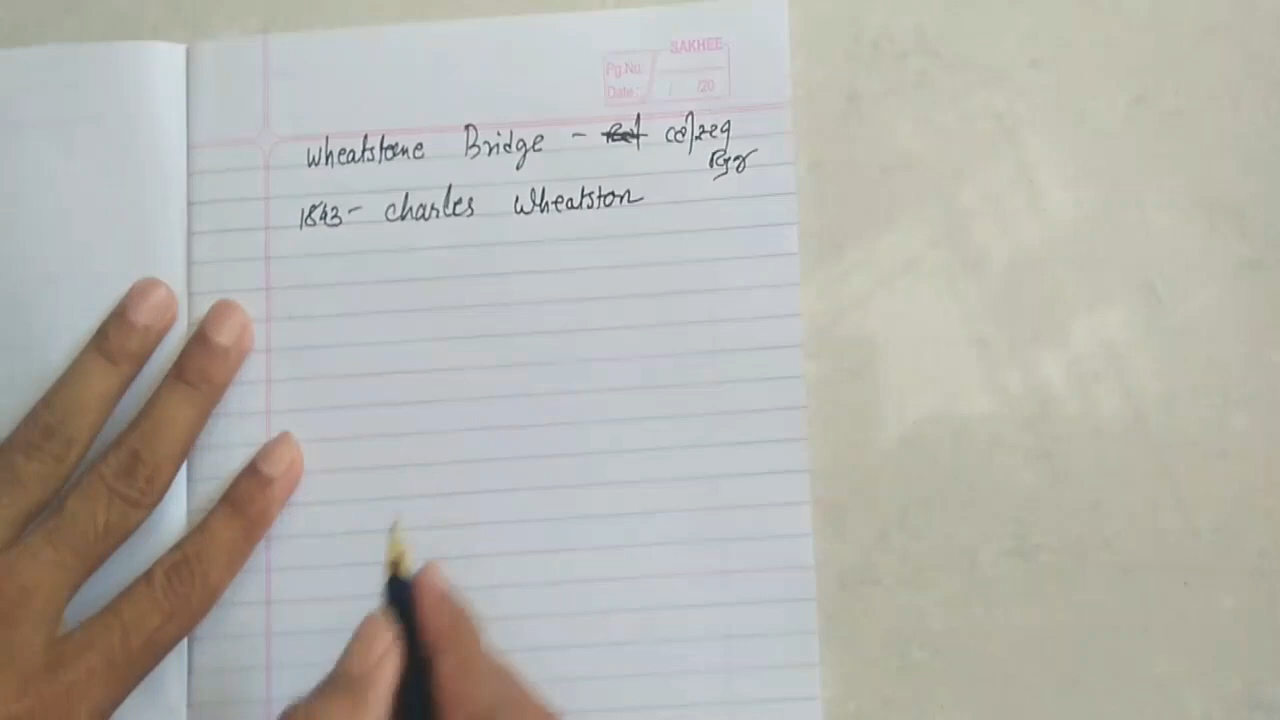 SAKHEE
Pg.No:
Date: / /20
Wheatstone Bridge -
1843 - Charles Wheatston